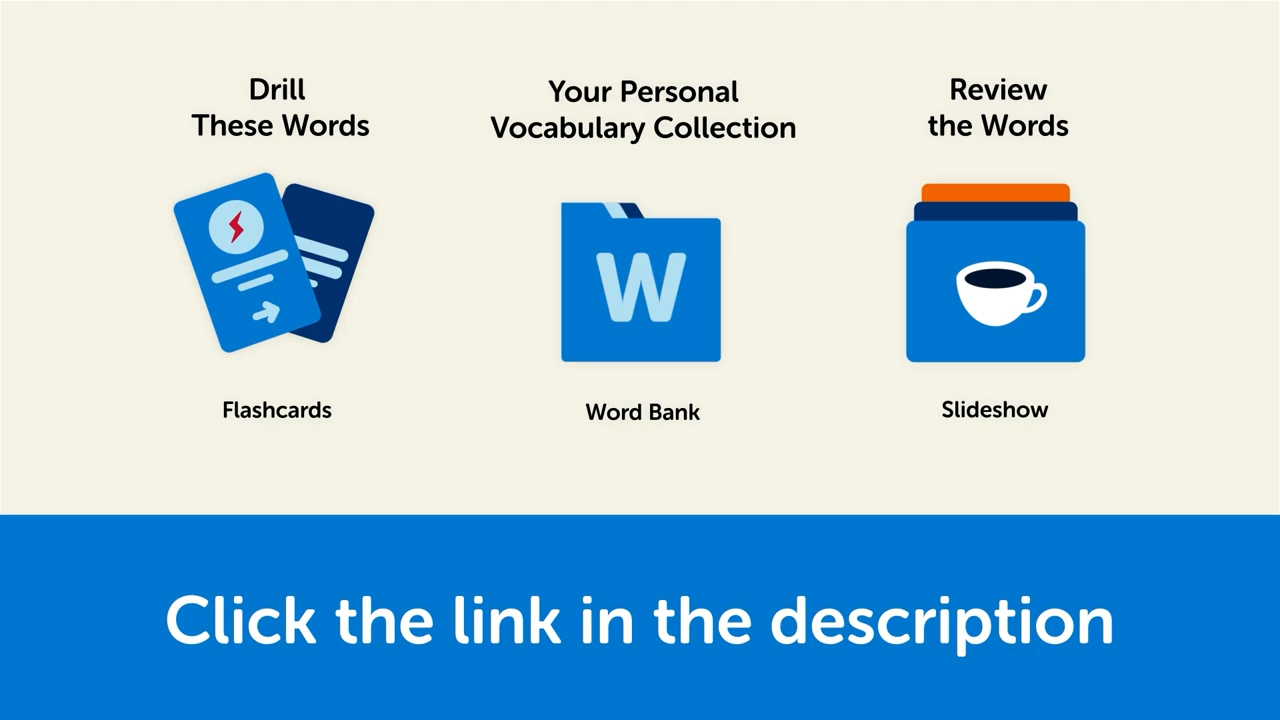 Drill
These Words
Your Personal
Vocabulary Collection
Review
the Words
W
Flashcards
Word Bank
Slideshow
Click the link in the description